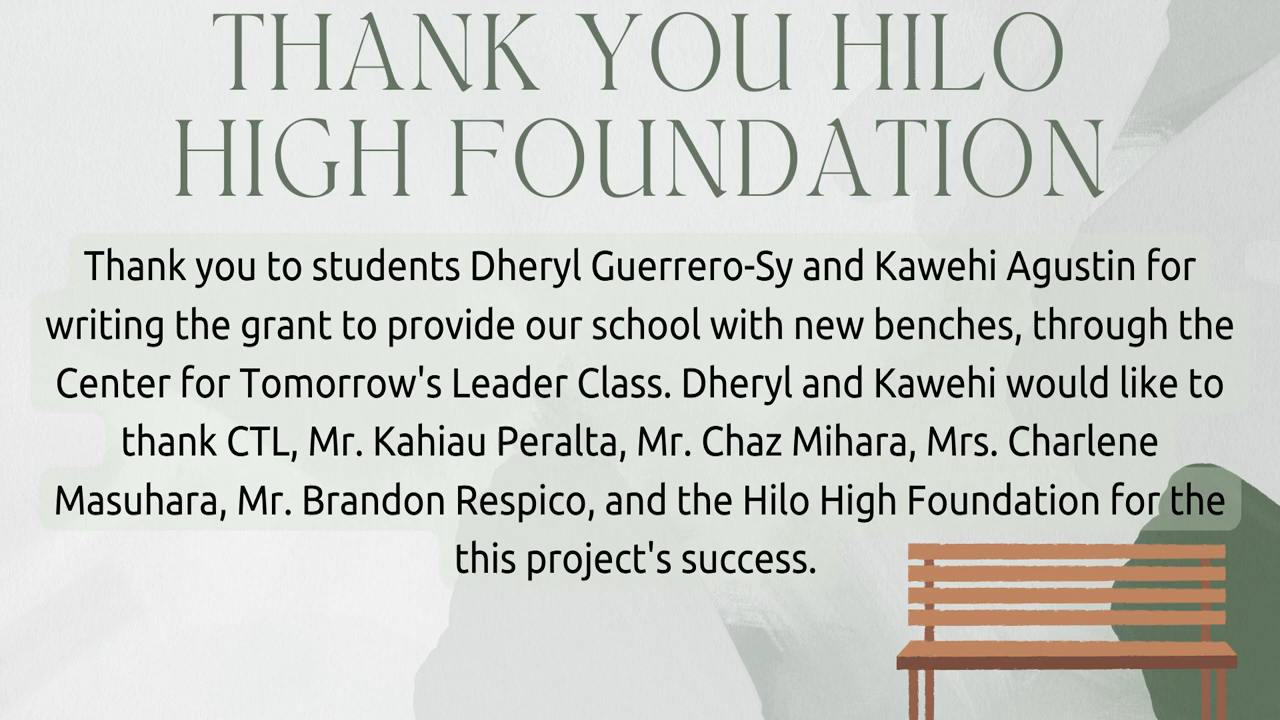 THANK YOU HILO
HIGH FOUNDATION
Thank you to students Dheryl Guerrero-Sy and Kawehi Agustin for
writing the grant to provide our school with new benches, through the
Center for Tomorrow's Leader Class. Dheryl and Kawehi would like to
thank CTL, Mr. Kahiau Peralta, Mr. Chaz Mihara, Mrs. Charlene
Masuhara, Mr. Brandon Respico, and the Hilo High Foundation for the
this project's success.